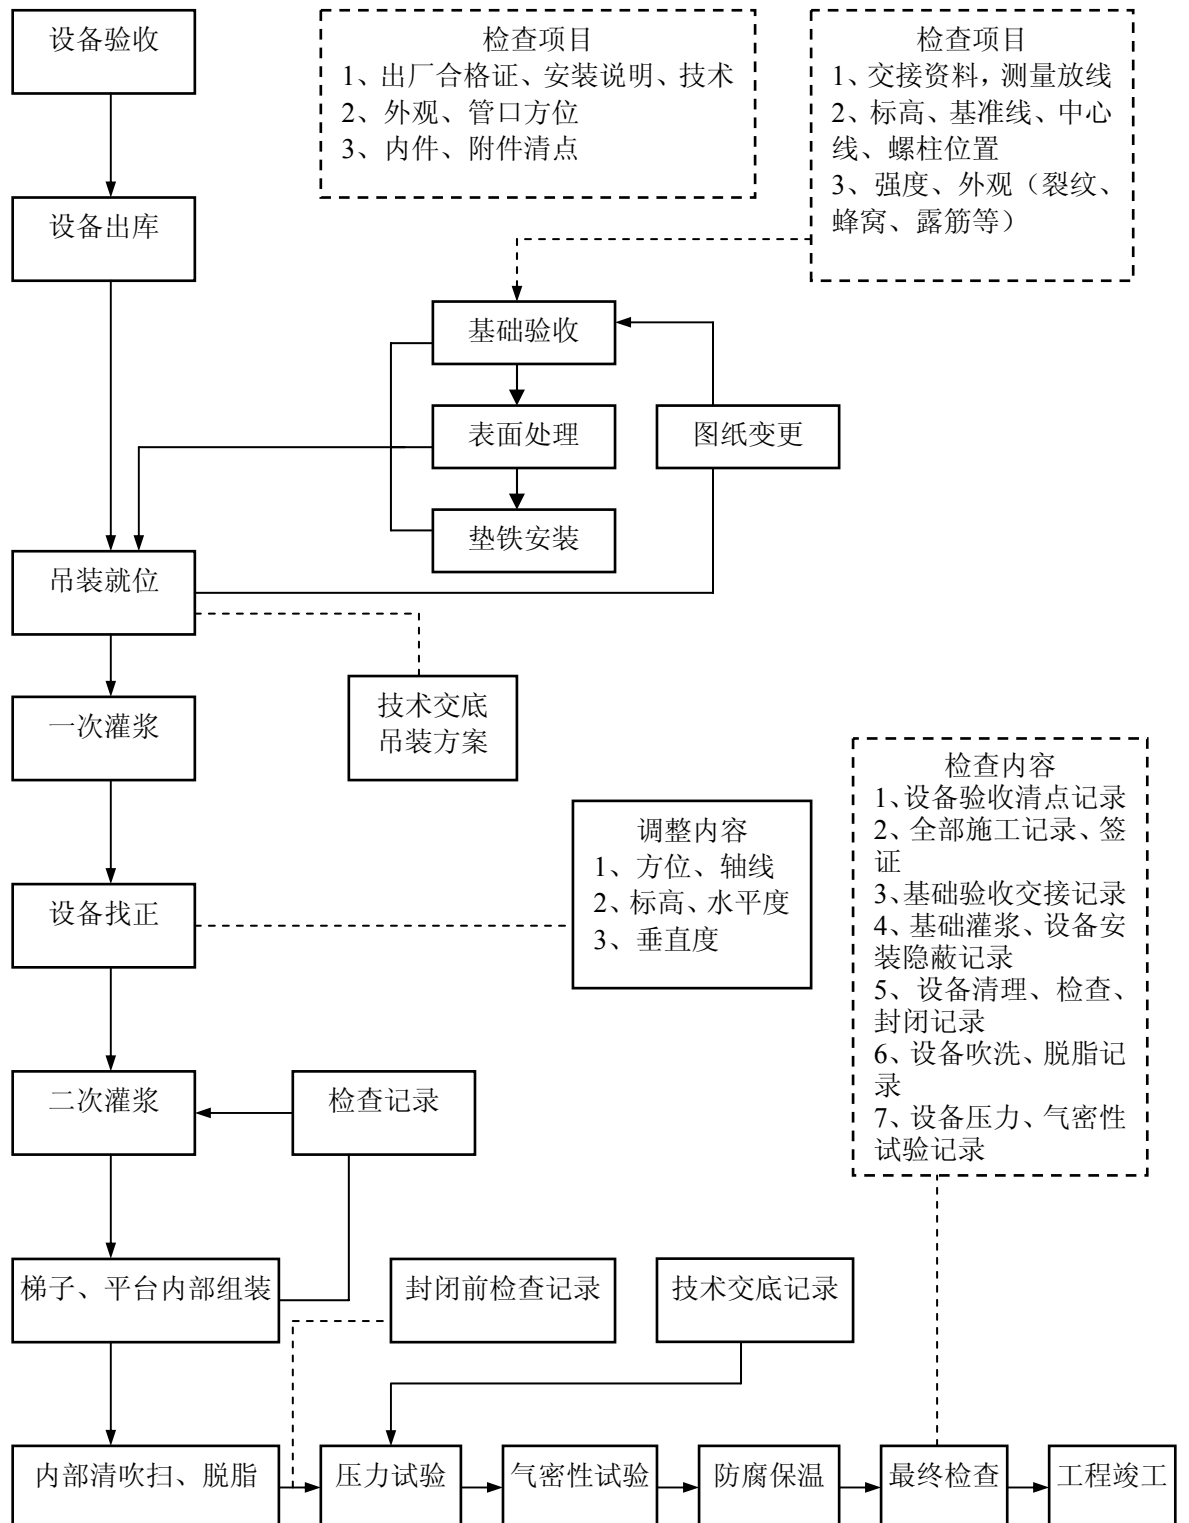 设备验收
检查项目
1、出厂合格证、安装说明、技术
2、外观、管口方位
3、内件、附件清点
检查项目
1、交接资料，测量放线
2、标高、基准线、中心
线、螺柱位置
3、强度、外观（裂纹、
蜂窝、露筋等）
设备出库
基础验收
表面处理
图纸变更
垫铁安装
吊装就位
技术交底
吊装方案
一次灌浆
检查内容
1、设备验收清点记录
2、全部施工记录、签
证
3、基础验收交接记录
4、基础灌浆、设备安
装隐蔽记录
5、设备清理、检查、
封闭记录
6、设备吹洗、脱脂记
录
7、设备压力、气密性
试验记录
调整内容
1、方位、轴线
2、标高、水平度
3、垂直度
设备找正
二次灌浆
检查记录
梯子、平台内部组装
封闭前检查记录
技术交底记录
内部清吹扫、脱脂
压力试验
气密性试验
防腐保温
最终检查
工程竣工